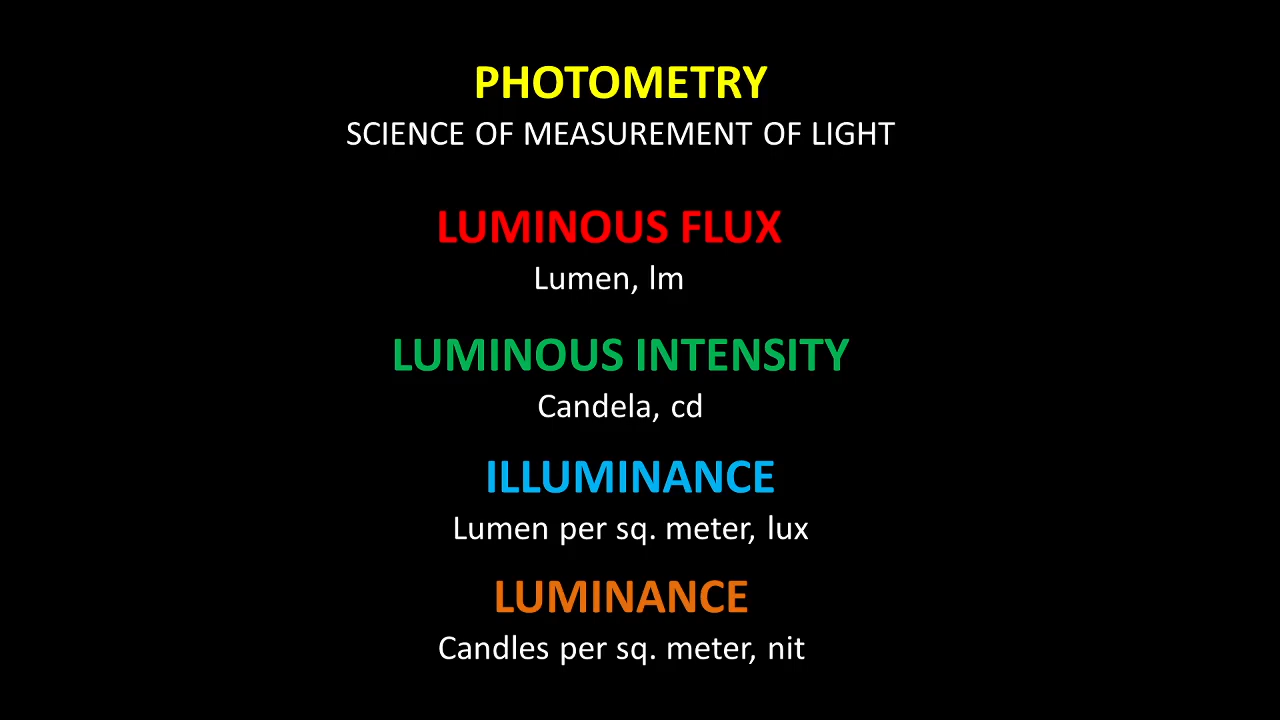 PHOTOMETRY
SCIENCE OF MEASUREMENT OF LIGHT
LUMINOUS FLUX
Lumen, lm
LUMINOUS INTENSITY
Candela, cd
ILLUMINANCE
Lumen per sq. meter, lux
LUMINANCE
Candles per sq. meter, nit